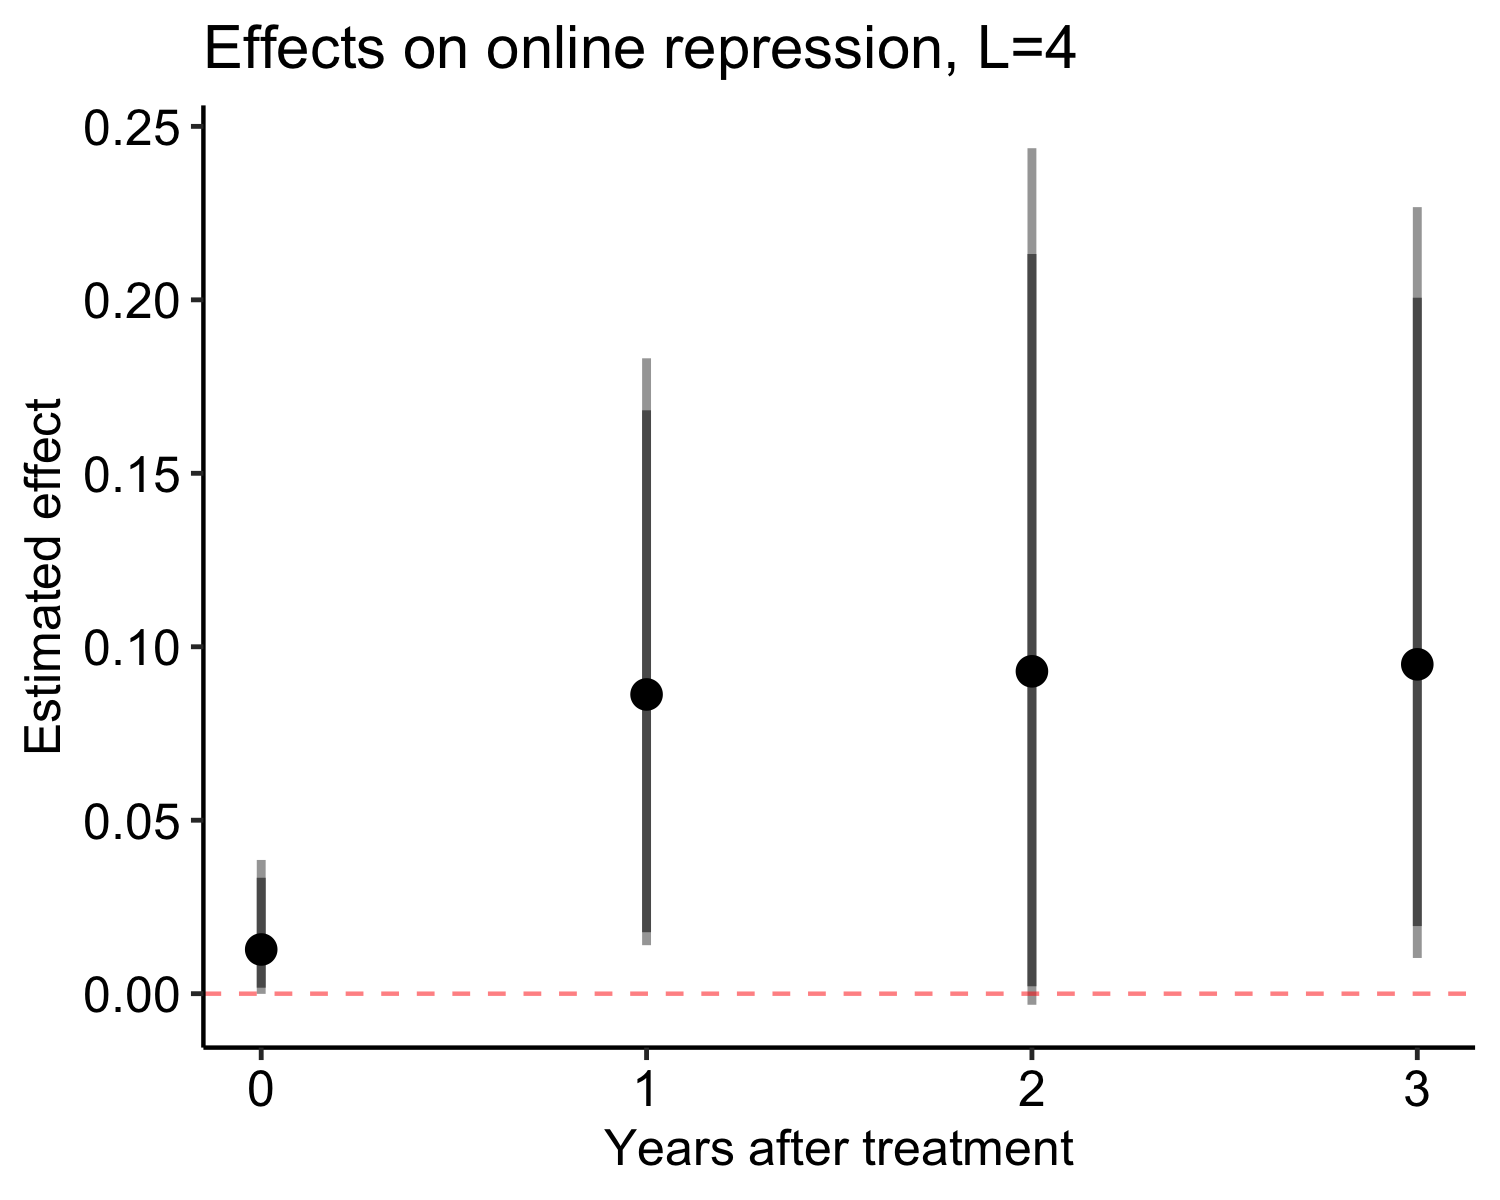 Effects on online repression, L=4
Estimated effect
0.25
0.20
0.15
0.10
0.05
0.00
0 1 2 3
Years after treatment